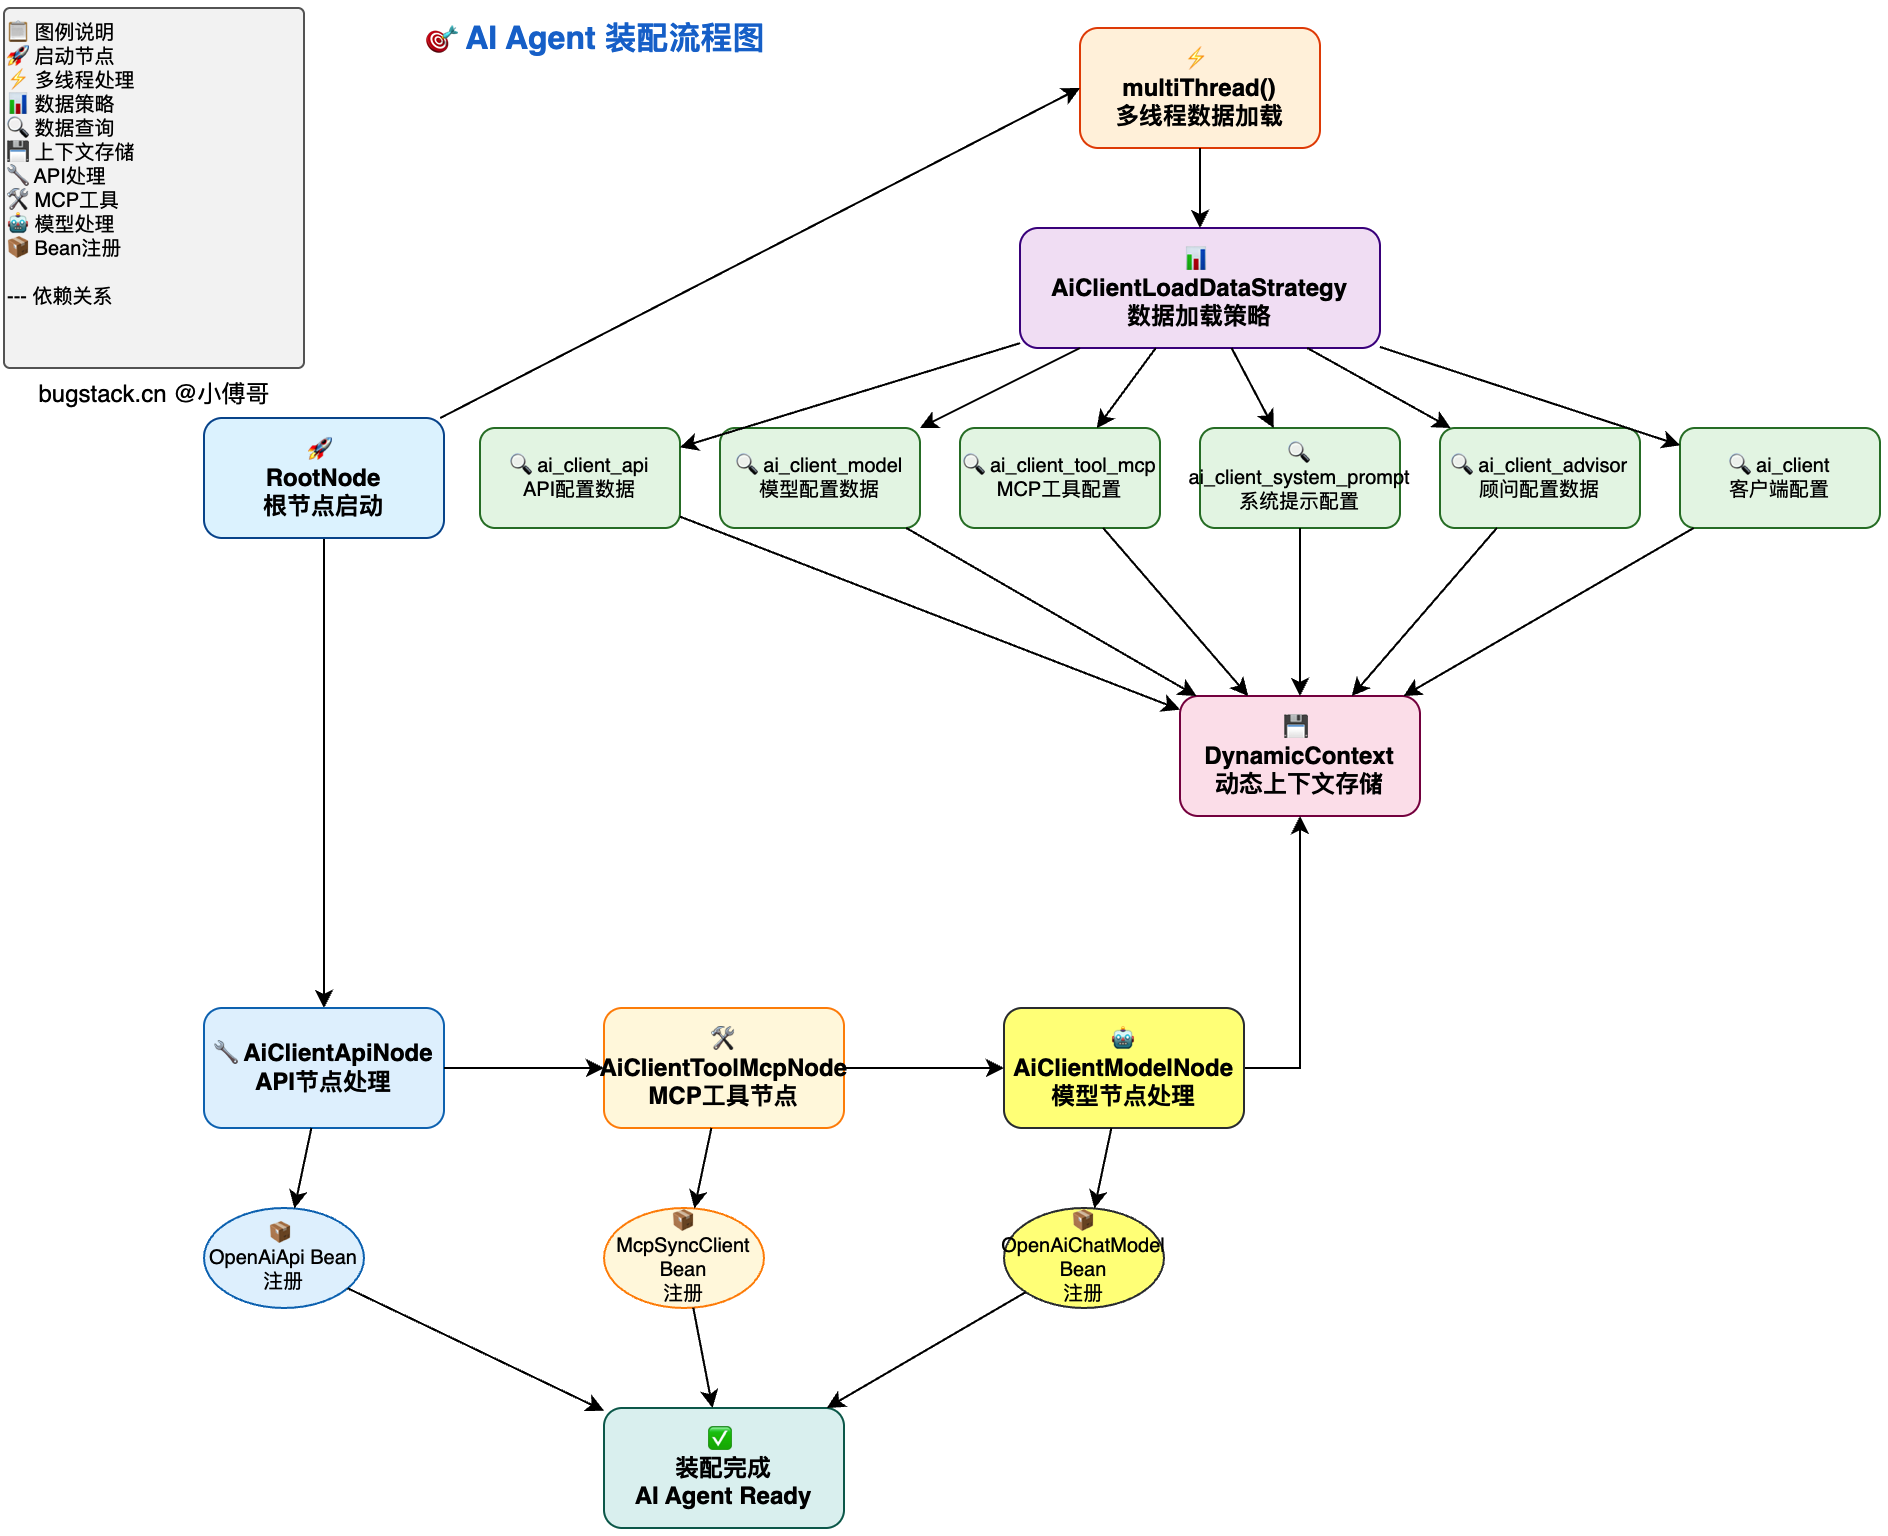 📋 图例说明
🚀 启动节点
⚡ 多线程处理
📊 数据策略
🔍 数据查询
💾 上下文存储
🔧 API处理
🛠️ MCP工具
🤖 模型处理
📦 Bean注册
--- 依赖关系
bugstack.cn @小傅哥
🎯 AI Agent 装配流程图
⚡
multiThread()
多线程数据加载
📊
AiClientLoadDataStrategy
数据加载策略
🚀
RootNode
根节点启动
🔍 ai_client_api
API配置数据
🔍 ai_client_model
模型配置数据
🔍 ai_client_tool_mcp
MCP工具配置
🔍
ai_client_system_prompt
系统提示配置
🔍 ai_client_advisor
顾问配置数据
🔍 ai_client
客户端配置
💾
DynamicContext
动态上下文存储
🔧 AiClientApiNode
API节点处理
🛠️
AiClientToolMcpNode
MCP工具节点
🤖
AiClientModelNode
模型节点处理
📦
OpenAiApi Bean
注册
📦
McpSyncClient
Bean
注册
📦
OpenAiChatModel
Bean
注册
✅
装配完成
AI Agent Ready